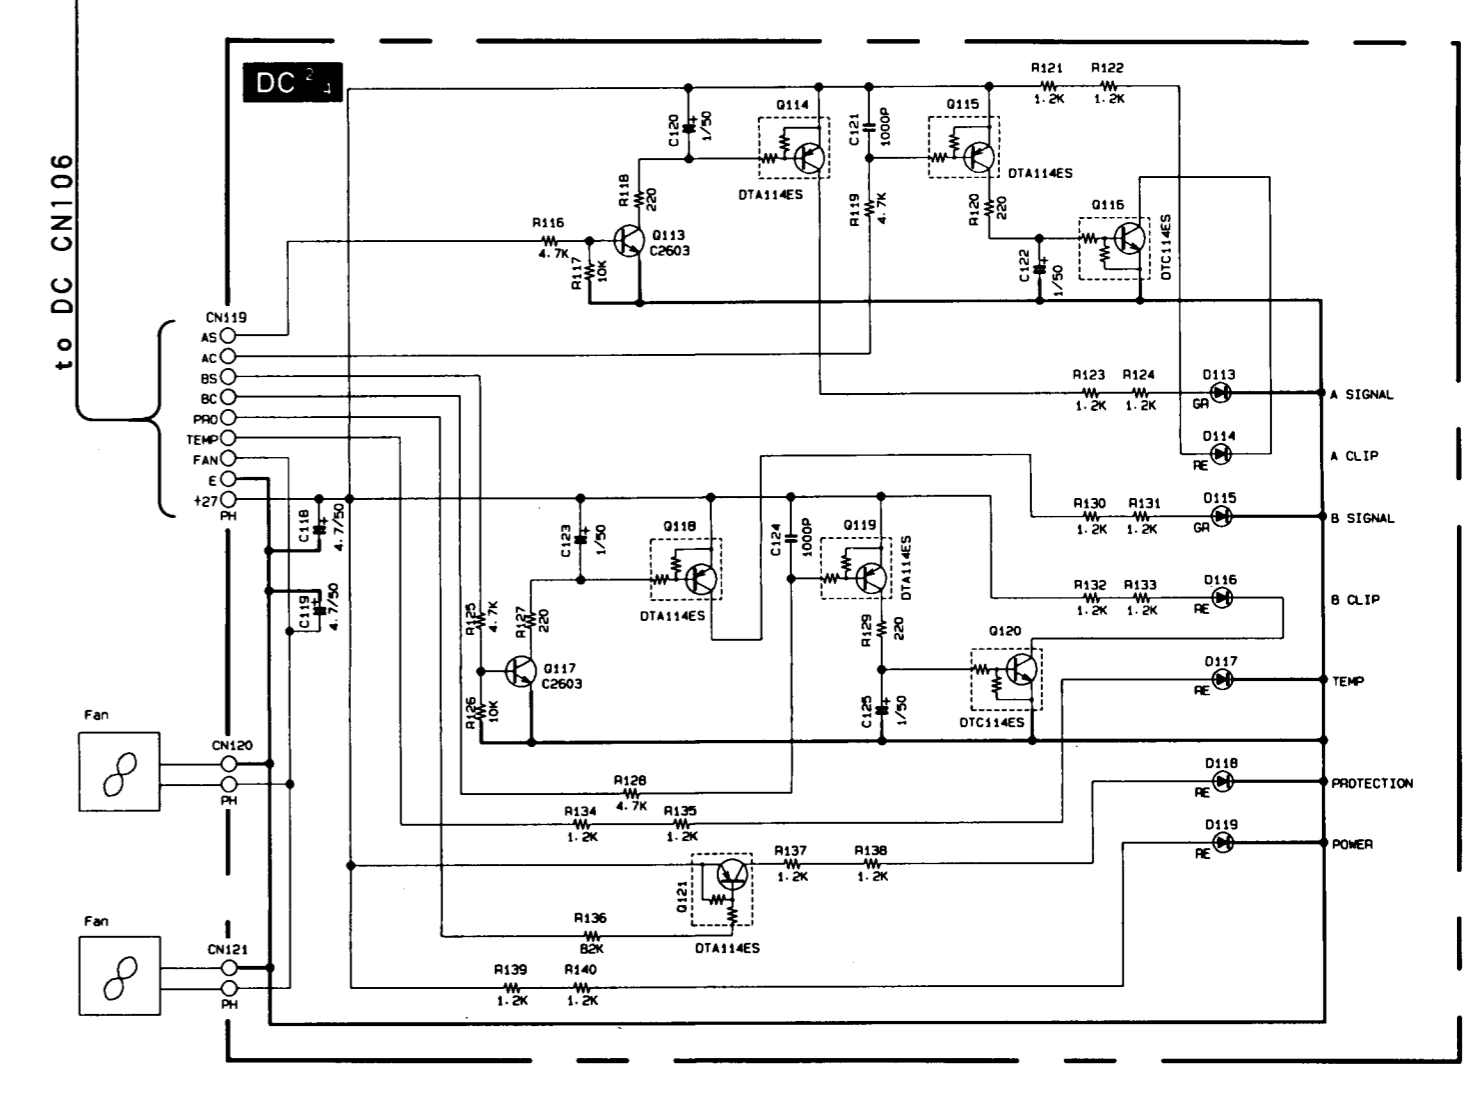 to DC CN106
DC 2/4
R121
1.2K
R122
1.2K
C120
1/50
Q114
DTA114ES
C121
1000P
Q115
DTA114ES
R118
220
R119
4.7K
R120
220
Q116
DTC114ES
R116
4.7K
R117
10K
Q113
C2603
C122
1/50
CN119
AS
AC
BS
BC
PRO
TEMP
FAN
E
+27
PH
R123
1.2K
R124
1.2K
D113
GR
A SIGNAL
D114
RE
A CLIP
R130
1.2K
R131
1.2K
D115
GR
B SIGNAL
C118
4.7/50
C119
4.7/50
C123
1/50
Q118
DTA114ES
C124
1000P
Q119
DTA114ES
R132
1.2K
R133
1.2K
D116
RE
B CLIP
R125
4.7K
R127
220
R129
220
Q120
DTC114ES
Q117
C2603
R126
10K
C125
1/50
D117
RE
TEMP
Fan
CN120
PH
R128
4.7K
R134
1.2K
R135
1.2K
D118
RE
PROTECTION
D119
RE
POWER
Q121
DTA114ES
R137
1.2K
R138
1.2K
R136
82K
Fan
CN121
PH
R139
1.2K
R140
1.2K